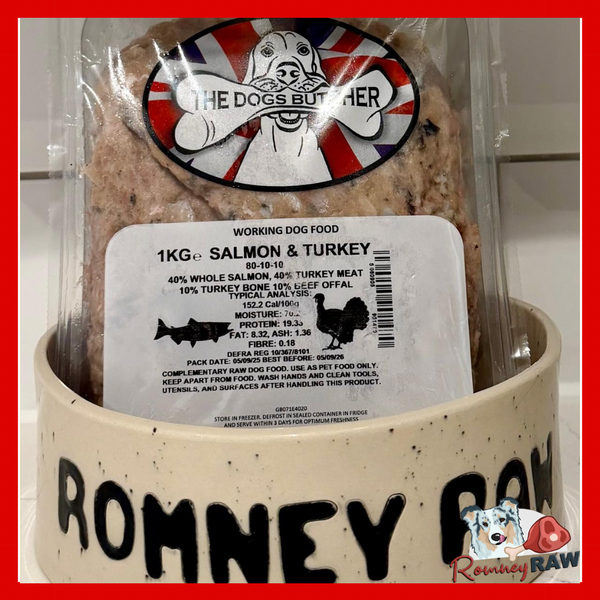 THE DOGS BUTCHER
WORKING DOG FOOD
1KG℮ SALMON & TURKEY
80-10-10
40% WHOLE SALMON, 40% TURKEY MEAT
10% TURKEY BONE 10% BEEF OFFAL
TYPICAL ANALYSIS:
152.2 Cal/100g
MOISTURE:
PROTEIN: 19.33
FAT: 8.32, ASH: 1.36
FIBRE: 0.18
DEFRA REG 10/367/8101
PACK DATE: 05/09/25 BEST BEFORE: 05/09/26
COMPLEMENTARY RAW DOG FOOD. USE AS PET FOOD ONLY.
KEEP APART FROM FOOD. WASH HANDS AND CLEAN TOOLS,
UTENSILS, AND SURFACES AFTER HANDLING THIS PRODUCT.
GB071E4020
STORE IN FREEZER. DEFROST IN SEALED CONTAINER IN FRIDGE
AND SERVE WITHIN 3 DAYS FOR OPTIMUM FRESHNESS
ROMNEY RAW
Romney RAW